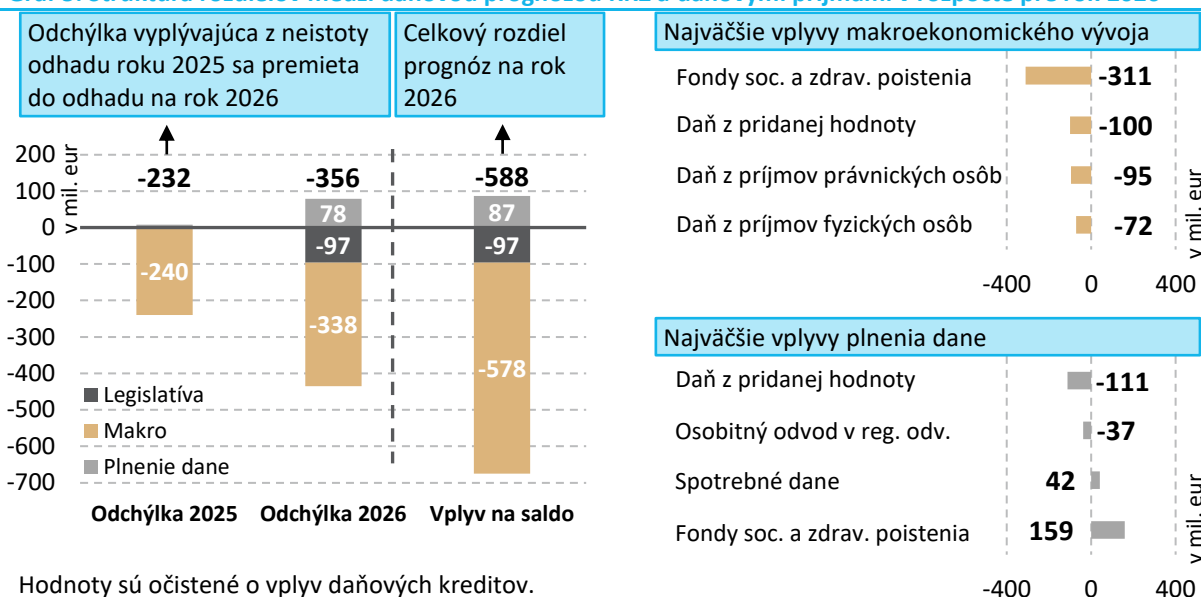 Odchýlka vyplývajúca z neistoty
odhadu roku 2025 sa premieta
do odhadu na rok 2026
Celkový rozdiel
prognóz na rok
2026
200
100
0
-100
-200
-300
-400
-500
-600
-700
v mil. eur
-232
-356
-588
78
87
-97
-97
-240
-338
-578
Legislatíva
Makro
Plnenie dane
Odchýlka 2025
Odchýlka 2026
Vplyv na saldo
Hodnoty sú očistené o vplyv daňových kreditov.
Najväčšie vplyvy makroekonomického vývoja
Fondy soc. a zdrav. poistenia
-311
Daň z pridanej hodnoty
-100
Daň z príjmov právnických osôb
-95
Daň z príjmov fyzických osôb
-72
v mil. eur
-400
0
400
Najväčšie vplyvy plnenia dane
Daň z pridanej hodnoty
-111
Osobitný odvod v reg. odv.
-37
Spotrebné dane
42
Fondy soc. a zdrav. poistenia
159
v mil. eur
-400
0
400